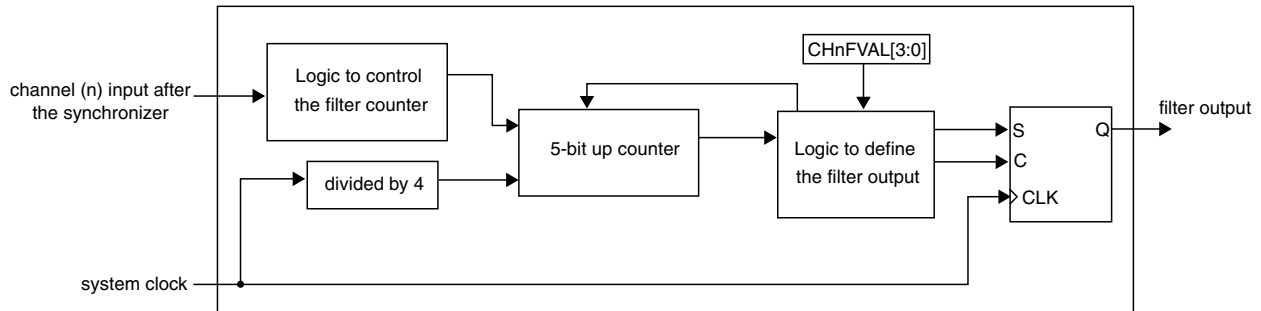 CHnFVAL[3:0]
channel (n) input after
the synchronizer
Logic to control
the filter counter
5-bit up counter
Logic to define
the filter output
S
Q
C
CLK
filter output
divided by 4
system clock